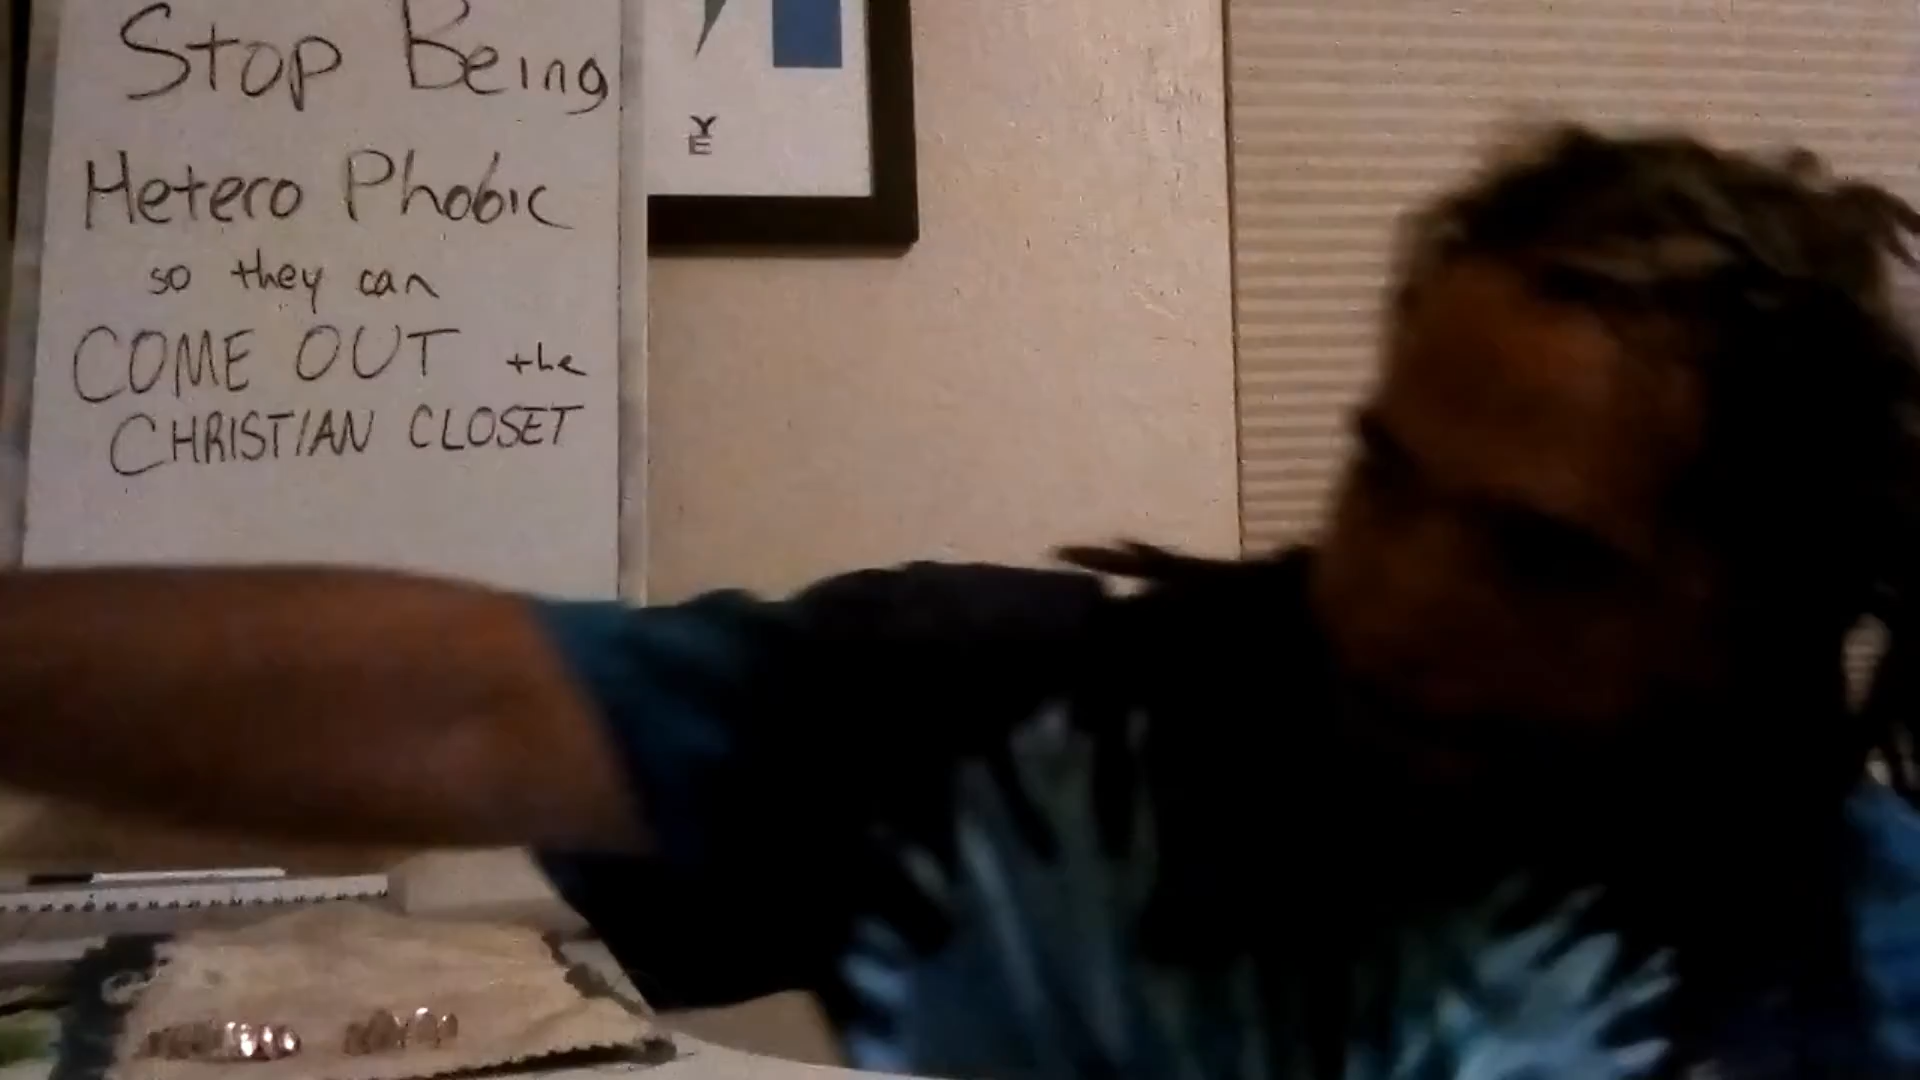 Stop Being
Hetero Phobic
so they can
COME OUT the
CHRISTIAN CLOSET
Y
E